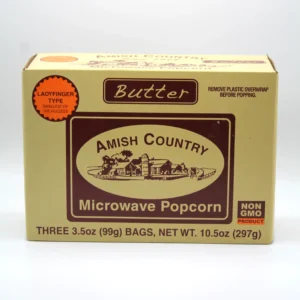 Butter
LADYFINGER
TYPE
REMOVE PLASTIC OVERWRAP
BEFORE POPPING.
AMISH COUNTRY
Microwave Popcorn
NON
GMO
PRODUCT
THREE 3.5oz (99g) BAGS, NET WT. 10.5oz (297g)